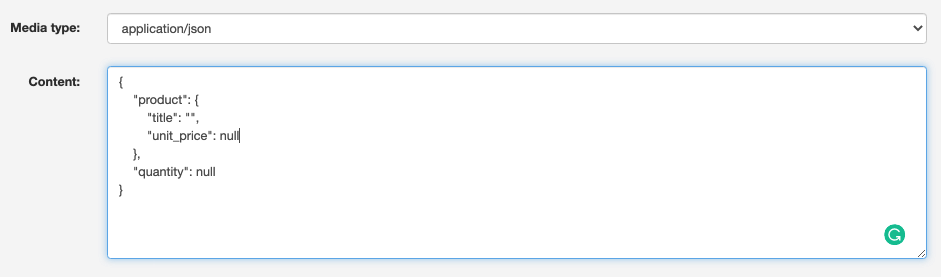 Media type:
application/json
Content:
{
"product": {
"title": "",
"unit_price": null
},
"quantity": null
}